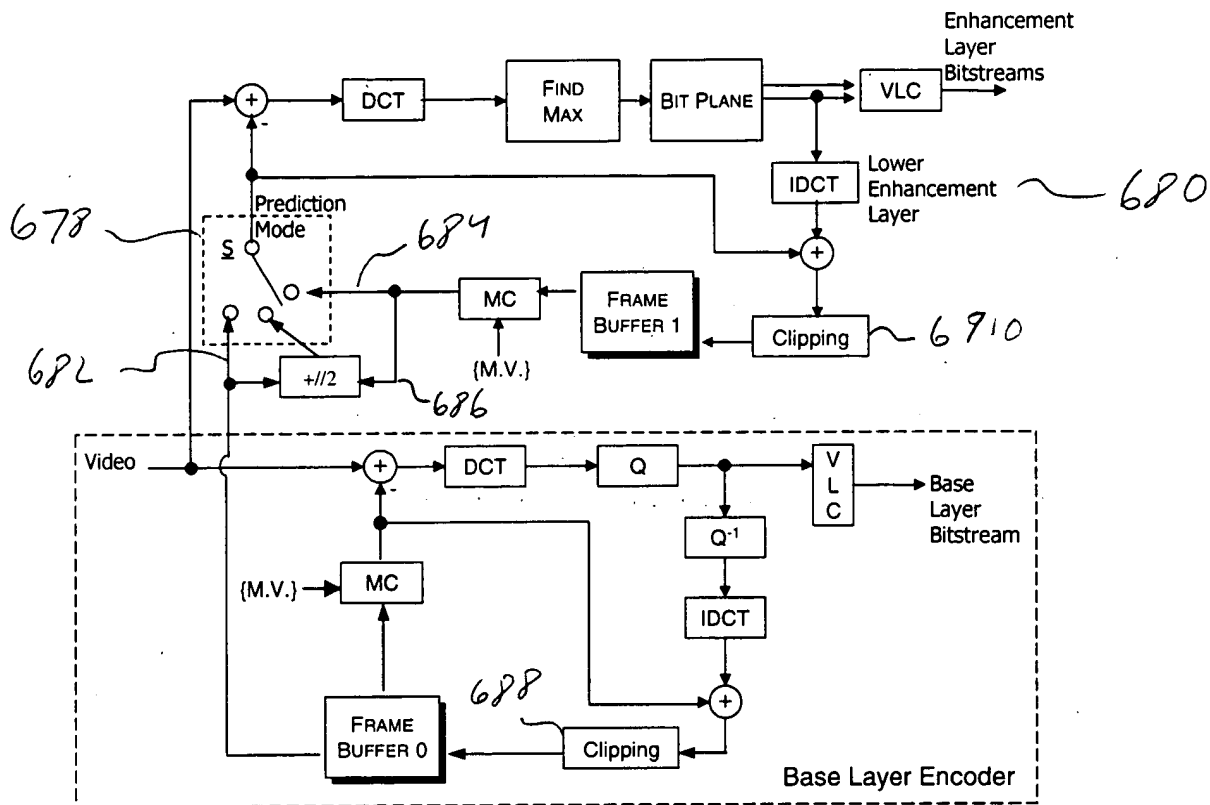 Enhancement
Layer
Bitstreams
+
-
DCT
FIND
MAX
BIT PLANE
VLC
IDCT
Lower
Enhancement
Layer
680
Prediction
Mode
678
S
684
MC
FRAME
BUFFER 1
+
Clipping
6910
{M.V.}
682
+//2
686
Video
+
-
DCT
Q
V
L
C
Base
Layer
Bitstream
Q-1
{M.V.}
MC
IDCT
688
+
FRAME
BUFFER 0
Clipping
Base Layer Encoder